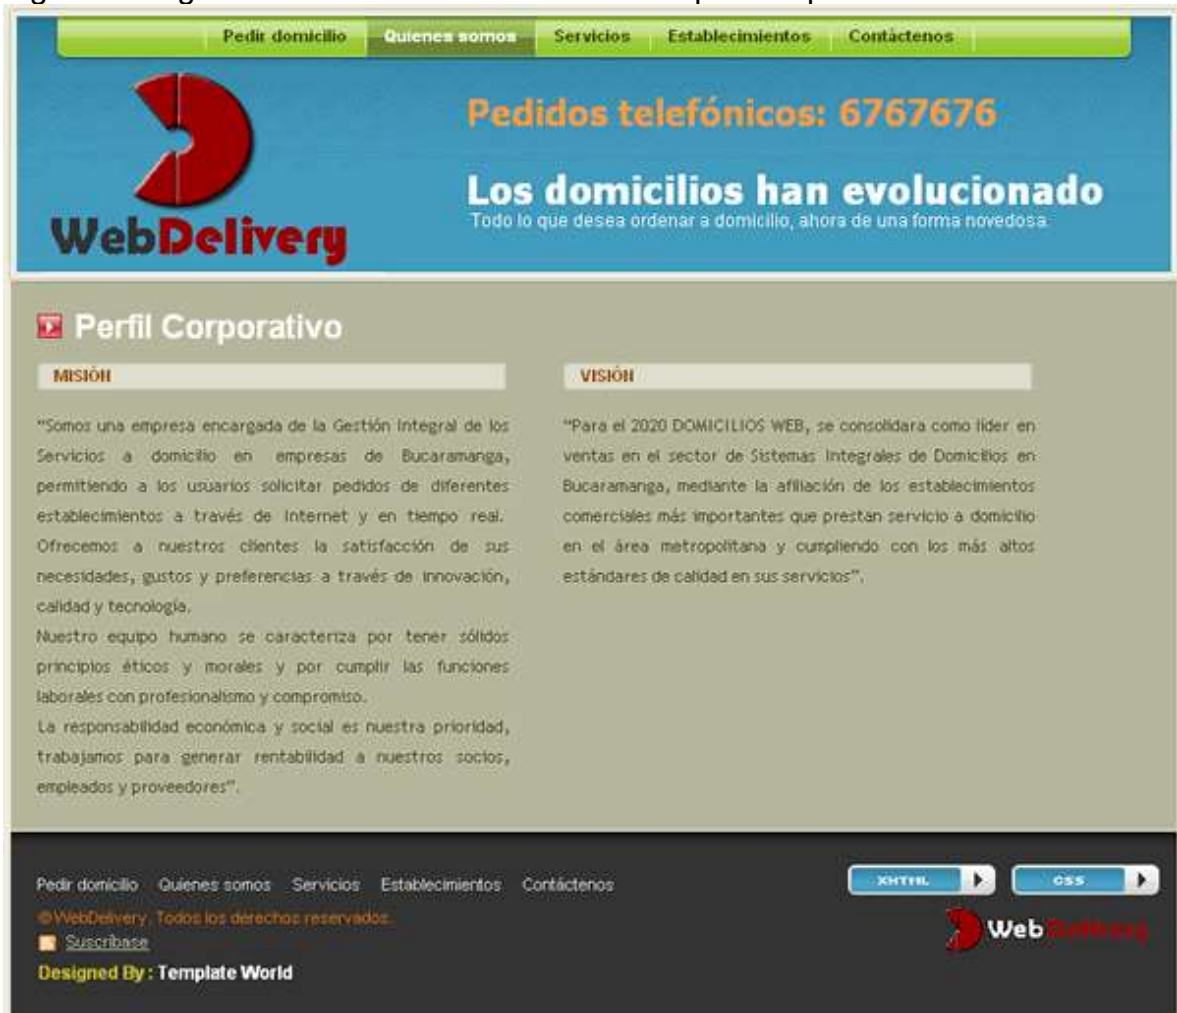 Pedir domicilio Quienes somos Servicios Establecimientos Contáctenos
Pedidos telefónicos: 6767676
Los domicilios han evolucionado
Todo lo que desea ordenar a domicilio, ahora de una forma novedosa.
WebDelivery
Perfil Corporativo
MISIÓN
“Somos una empresa encargada de la Gestión Integral de los
Servicios a domicilio en empresas de Bucaramanga,
permitiendo a los usuarios solicitar pedidos de diferentes
establecimientos a través de Internet y en tiempo real.
Ofrecemos a nuestros clientes la satisfacción de sus
necesidades, gustos y preferencias a través de innovación,
calidad y tecnología.
Nuestro equipo humano se caracteriza por tener sólidos
principios éticos y morales y por cumplir las funciones
laborales con profesionalismo y compromiso.
La responsabilidad económica y social es nuestra prioridad,
trabajamos para generar rentabilidad a nuestros socios,
empleados y proveedores”.
VISIÓN
“Para el 2020 DOMICILIOS WEB, se consolidara como líder en
ventas en el sector de Sistemas Integrales de Domicilios en
Bucaramanga, mediante la afiliación de los establecimientos
comerciales más importantes que prestan servicio a domicilio
en el área metropolitana y cumpliendo con los más altos
estándares de calidad en sus servicios”.
Pedir domicilio Quienes somos Servicios Establecimientos Contáctenos
©WebDelivery. Todos los derechos reservados.
Suscríbase
Designed By : Template World
XHTML CSS
WebDelivery